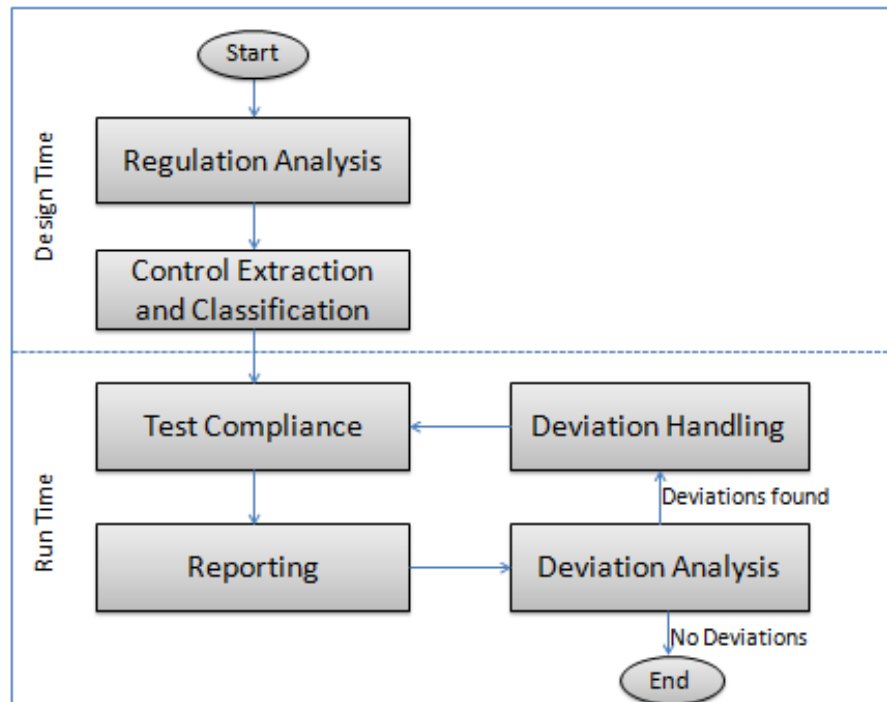 Start
Design Time
Regulation Analysis
Control Extraction
and Classification
Run Time
Test Compliance
Deviation Handling
Deviations found
Reporting
Deviation Analysis
No Deviations
End